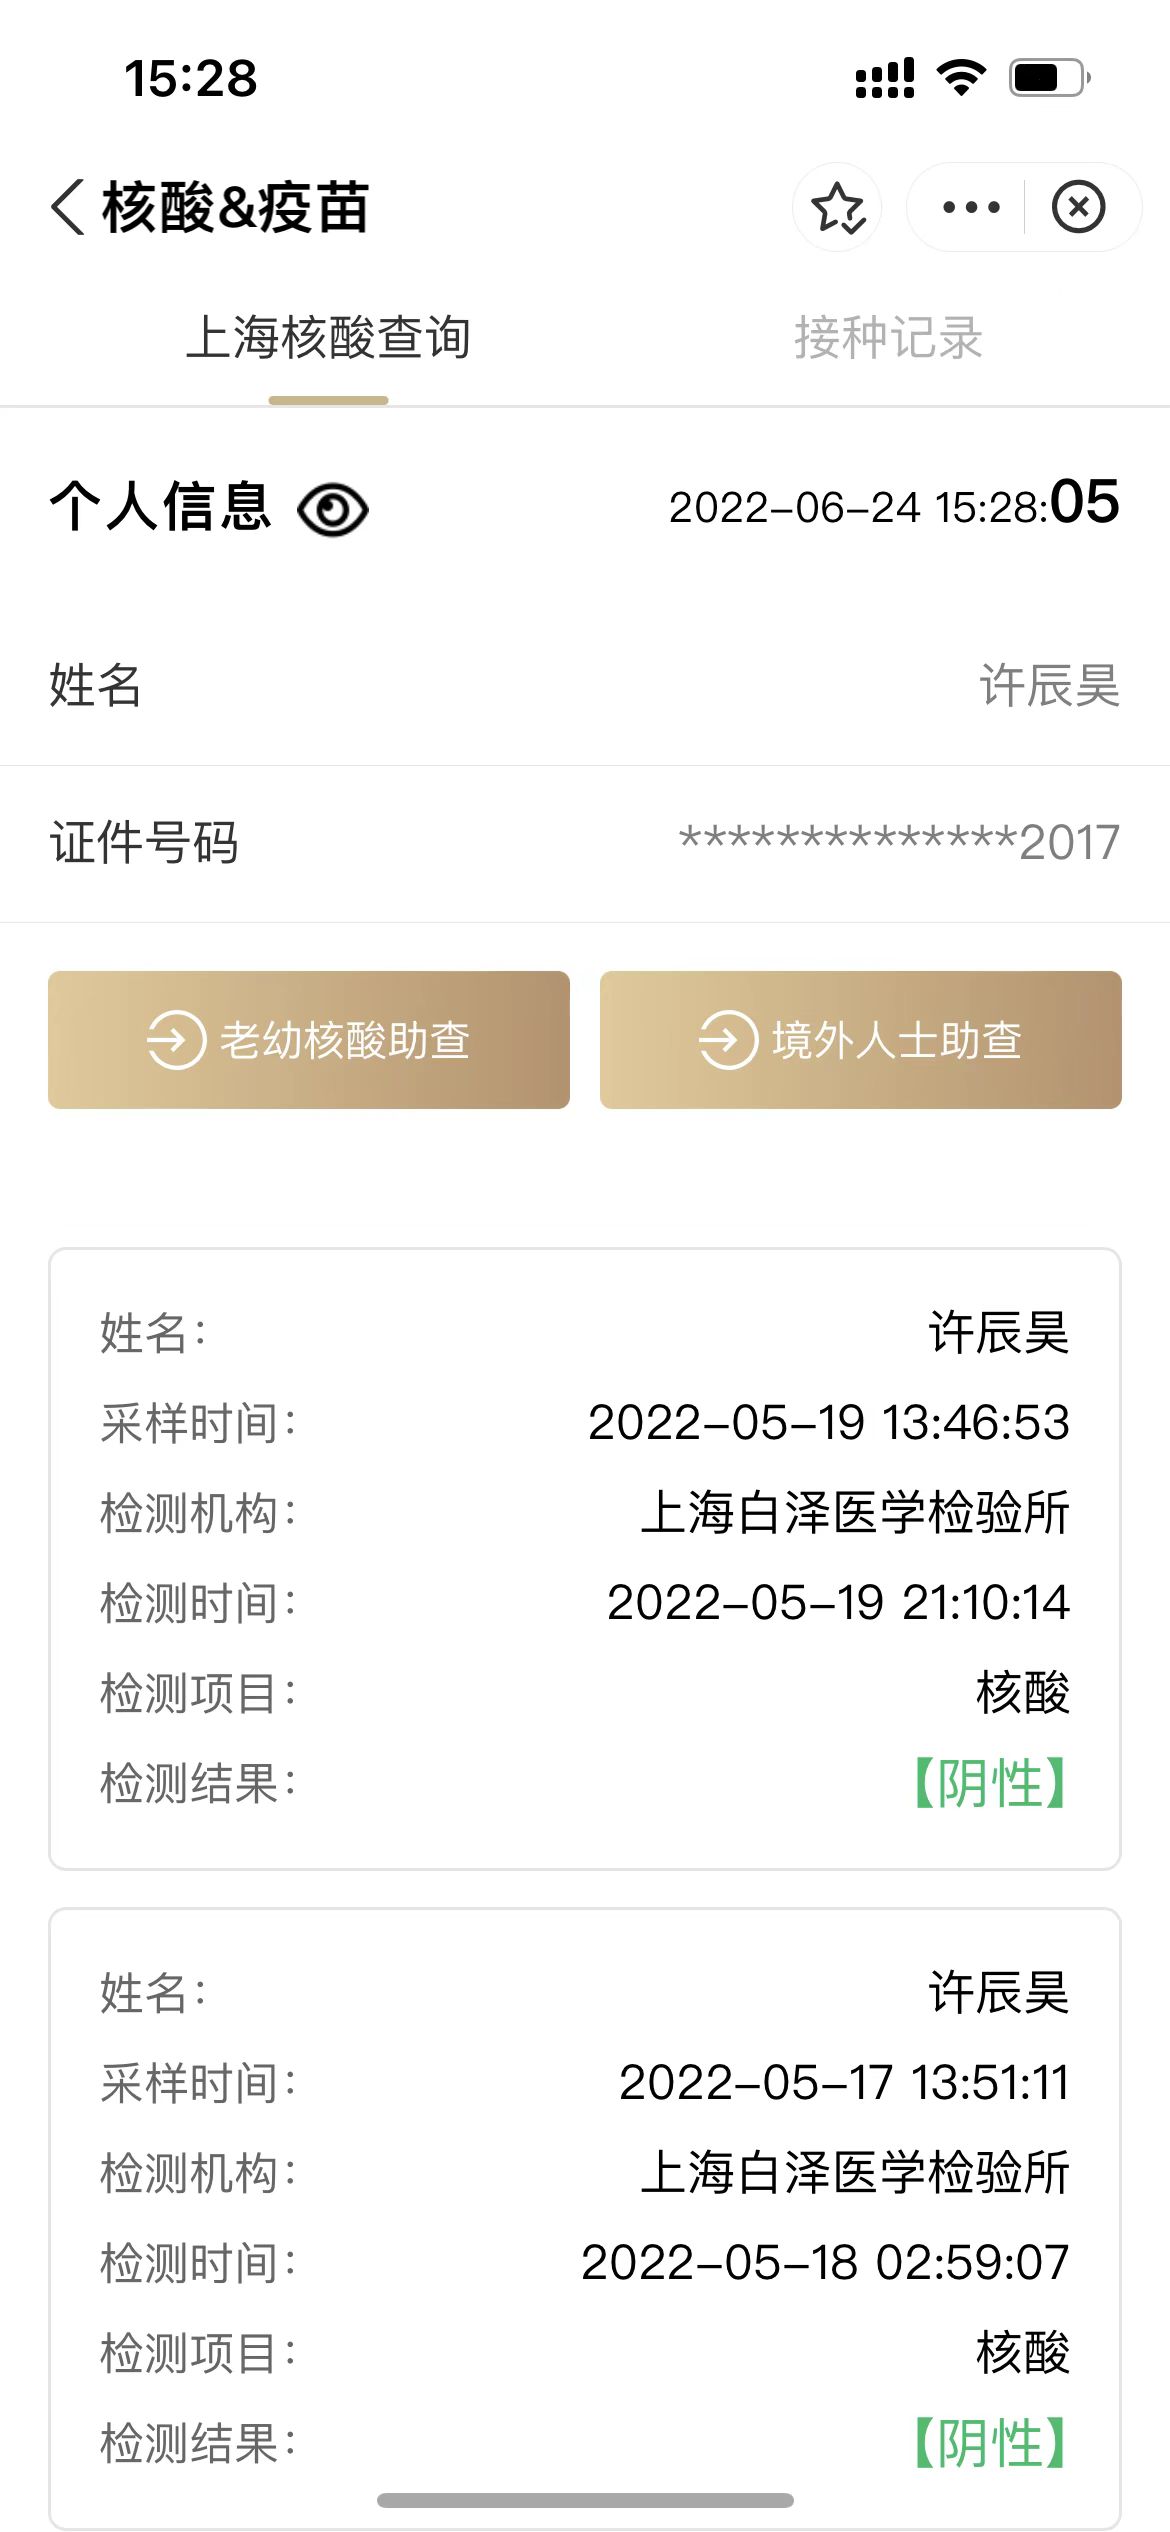 15:28
核酸&疫苗
上海核酸查询 接种记录
个人信息 2022-06-24 15:28:05
姓名 许辰昊
证件号码 **************2017
老幼核酸助查 境外人士助查
姓名: 许辰昊
采样时间: 2022-05-19 13:46:53
检测机构: 上海白泽医学检验所
检测时间: 2022-05-19 21:10:14
检测项目: 核酸
检测结果: 【阴性】
姓名: 许辰昊
采样时间: 2022-05-17 13:51:11
检测机构: 上海白泽医学检验所
检测时间: 2022-05-18 02:59:07
检测项目: 核酸
检测结果: 【阴性】